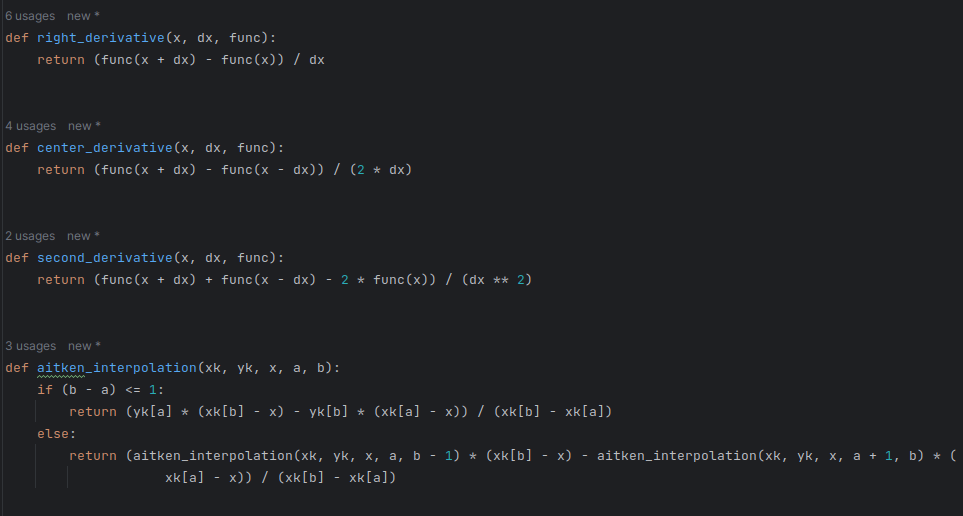 6 usages   new *
def right_derivative(x, dx, func):
    return (func(x + dx) - func(x)) / dx
4 usages   new *
def center_derivative(x, dx, func):
    return (func(x + dx) - func(x - dx)) / (2 * dx)
2 usages   new *
def second_derivative(x, dx, func):
    return (func(x + dx) + func(x - dx) - 2 * func(x)) / (dx ** 2)
3 usages   new *
def aitken_interpolation(xk, yk, x, a, b):
    if (b - a) <= 1:
        return (yk[a] * (xk[b] - x) - yk[b] * (xk[a] - x)) / (xk[b] - xk[a])
    else:
        return (aitken_interpolation(xk, yk, x, a, b - 1) * (xk[b] - x) - aitken_interpolation(xk, yk, x, a + 1, b) * (
                    xk[a] - x)) / (xk[b] - xk[a])